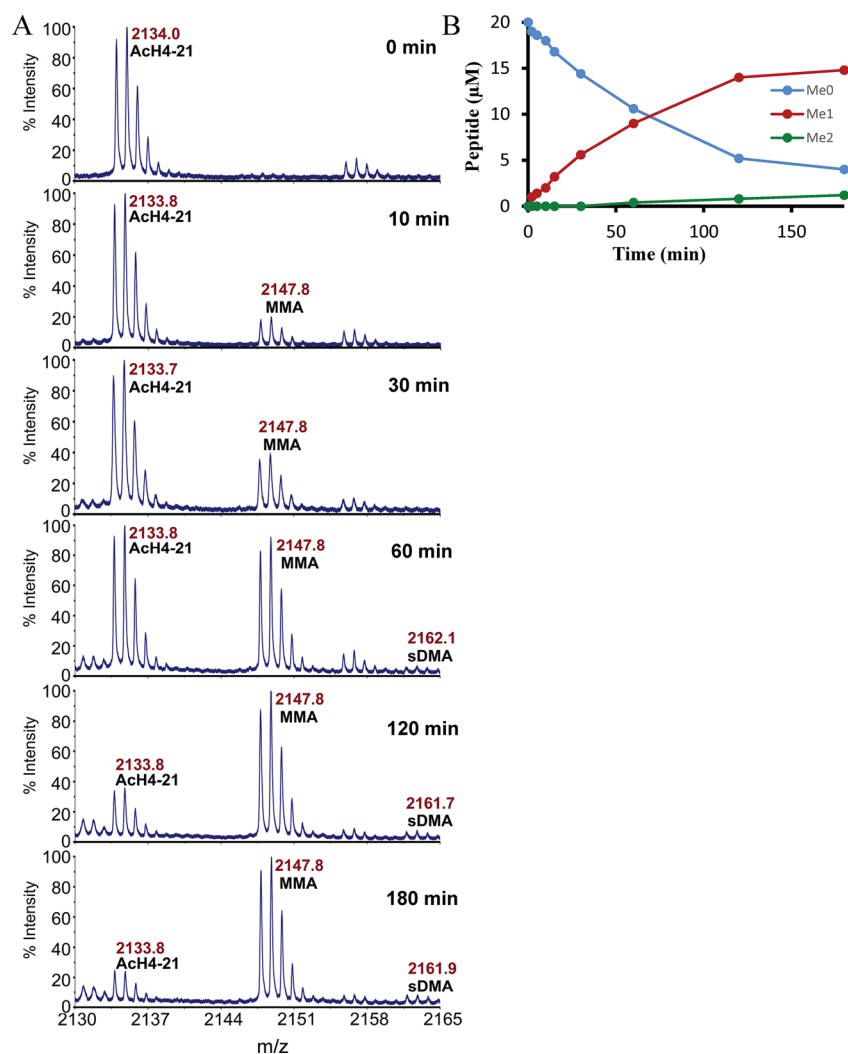 A
100
80
60
40
20
0
% Intensity
2134.0
AcH4-21
0 min
100
80
60
40
20
0
% Intensity
2133.8
AcH4-21
10 min
2147.8
MMA
100
80
60
40
20
0
% Intensity
2133.7
AcH4-21
30 min
2147.8
MMA
100
80
60
40
20
0
% Intensity
2133.8
AcH4-21
60 min
2147.8
MMA
2162.1
sDMA
100
80
60
40
20
0
% Intensity
2147.8
MMA
120 min
2133.8
AcH4-21
2161.7
sDMA
100
80
60
40
20
0
% Intensity
2147.8
MMA
180 min
2133.8
AcH4-21
2161.9
sDMA
2130 2137 2144 2151 2158 2165
m/z
B
20
15
10
5
0
Peptide (μM)
Me0
Me1
Me2
0 50 100 150
Time (min)